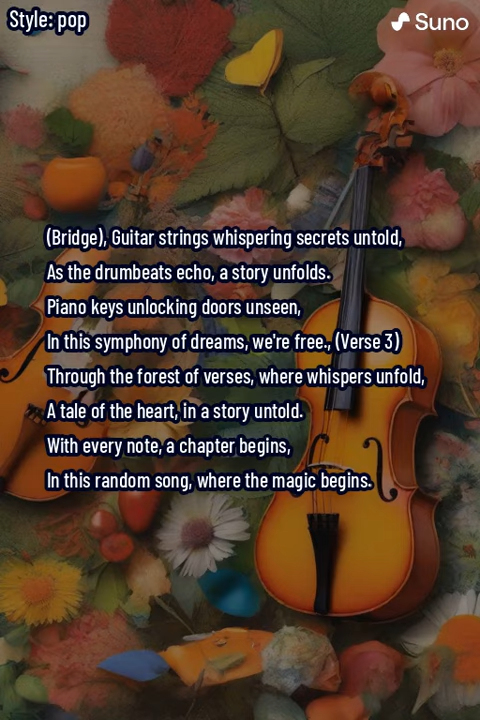 Style: pop
Suno
(Bridge), Guitar strings whispering secrets untold,
As the drumbeats echo, a story unfolds.
Piano keys unlocking doors unseen,
In this symphony of dreams, we're free., (Verse 3)
Through the forest of verses, where whispers unfold,
A tale of the heart, in a story untold.
With every note, a chapter begins,
In this random song, where the magic begins.